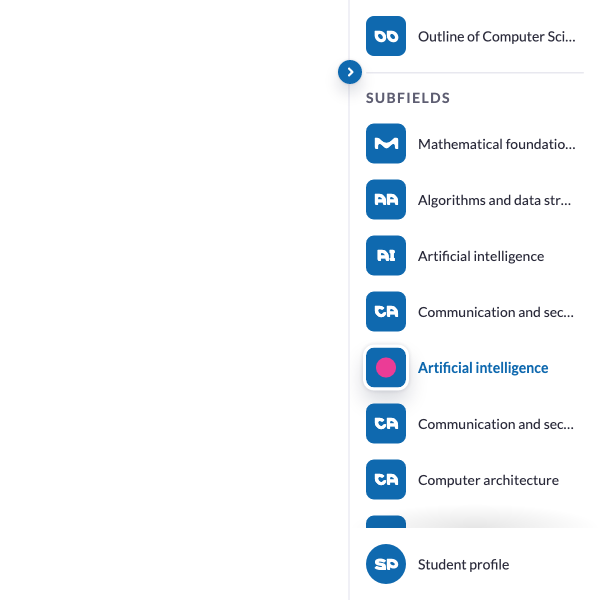 OO Outline of Computer Sci...
SUBFIELDS
M Mathematical foundatio...
AA Algorithms and data str...
AI Artificial intelligence
CA Communication and sec...
Artificial intelligence
CA Communication and sec...
CA Computer architecture
SP Student profile